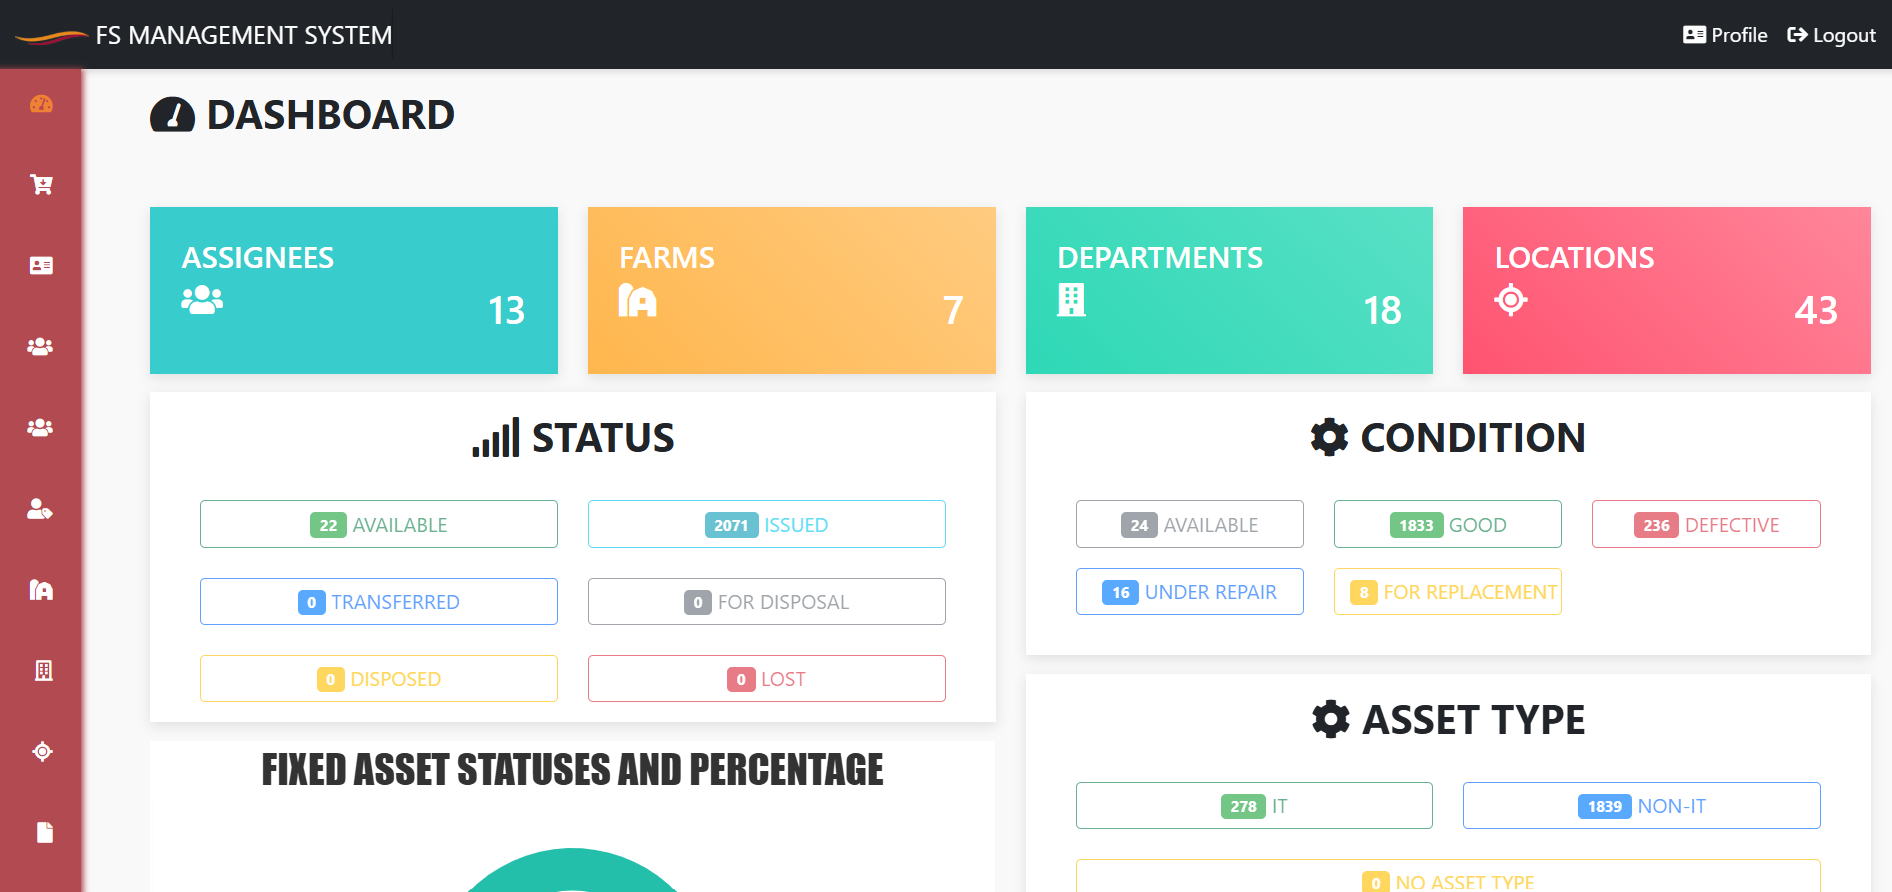 FS MANAGEMENT SYSTEM
Profile
Logout
DASHBOARD
ASSIGNEES
13
FARMS
7
DEPARTMENTS
18
LOCATIONS
43
STATUS
22 AVAILABLE
2071 ISSUED
0 TRANSFERRED
0 FOR DISPOSAL
0 DISPOSED
0 LOST
CONDITION
24 AVAILABLE
1833 GOOD
236 DEFECTIVE
16 UNDER REPAIR
8 FOR REPLACEMENT
FIXED ASSET STATUSES AND PERCENTAGE
ASSET TYPE
278 IT
1839 NON-IT
0 NO ASSET TYPE